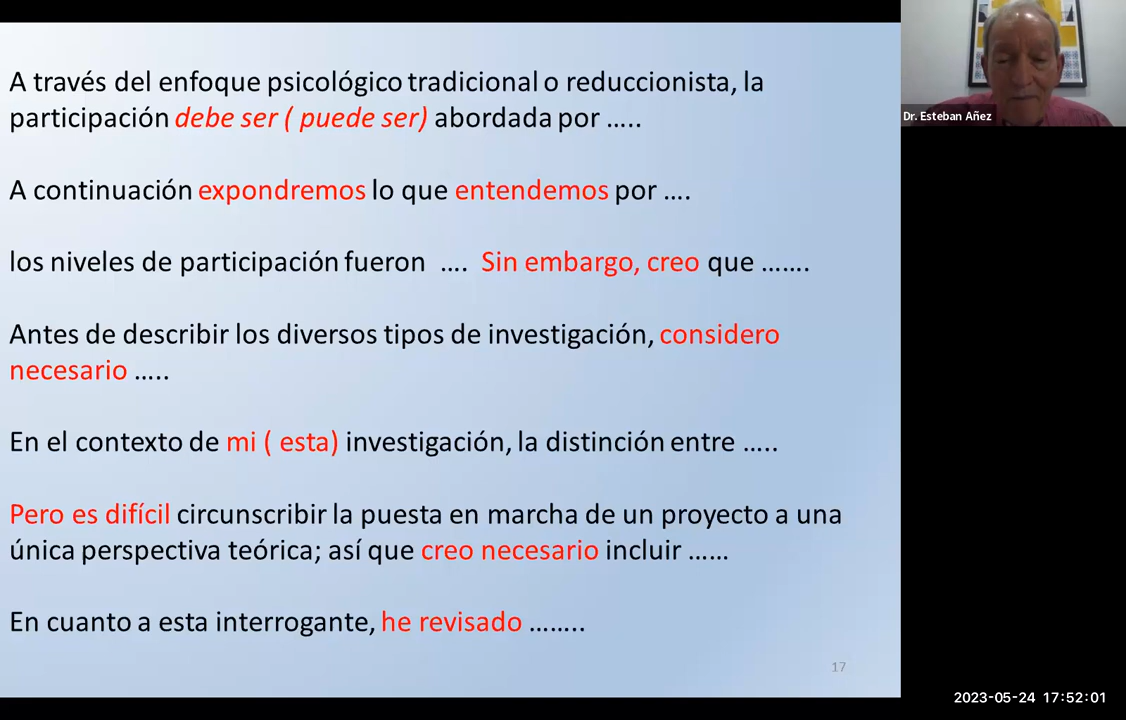 A través del enfoque psicológico tradicional o reduccionista, la
participación debe ser ( puede ser) abordada por .....
A continuación expondremos lo que entendemos por ....
los niveles de participación fueron .... Sin embargo, creo que .......
Antes de describir los diversos tipos de investigación, considero
necesario .....
En el contexto de mi ( esta) investigación, la distinción entre .....
Pero es difícil circunscribir la puesta en marcha de un proyecto a una
única perspectiva teórica; así que creo necesario incluir ......
En cuanto a esta interrogante, he revisado ........
17
Dr. Esteban Añez
2023-05-24 17:52:01